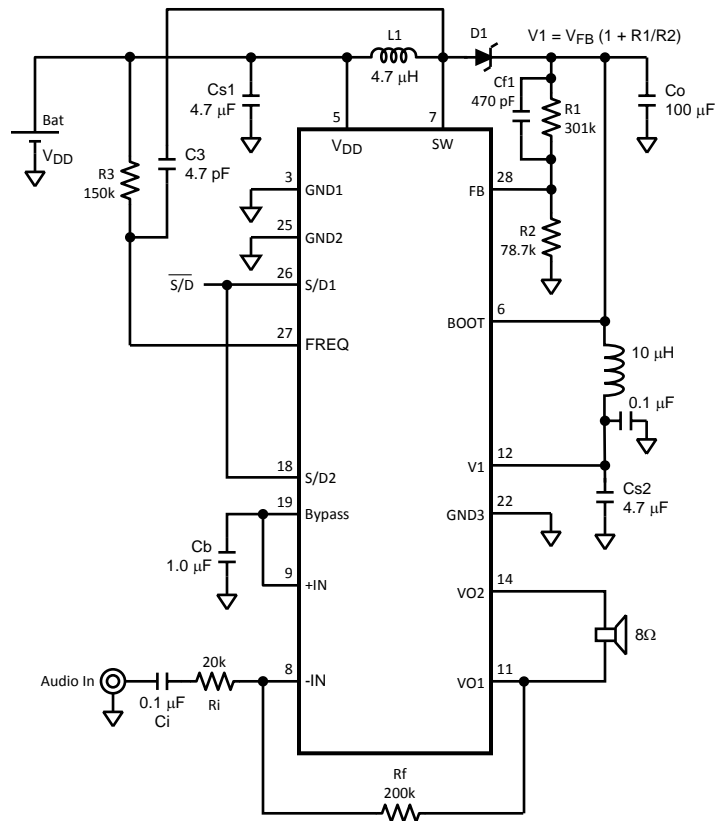 L1
4.7 μH
D1
V1 = VFB (1 + R1/R2)
Cs1
4.7 μF
Cf1
470 pF
R1
301k
Co
100 μF
Bat
VDD
5
VDD
7
SW
R3
150k
C3
4.7 pF
3
GND1
28
FB
R2
78.7k
25
GND2
S/D
26
S/D1
6
BOOT
27
FREQ
10 μH
0.1 μF
18
S/D2
12
V1
Cs2
4.7 μF
19
Bypass
22
GND3
Cb
1.0 μF
9
+IN
14
VO2
8Ω
Audio In
0.1 μF
Ci
20k
Ri
8
-IN
11
VO1
Rf
200k